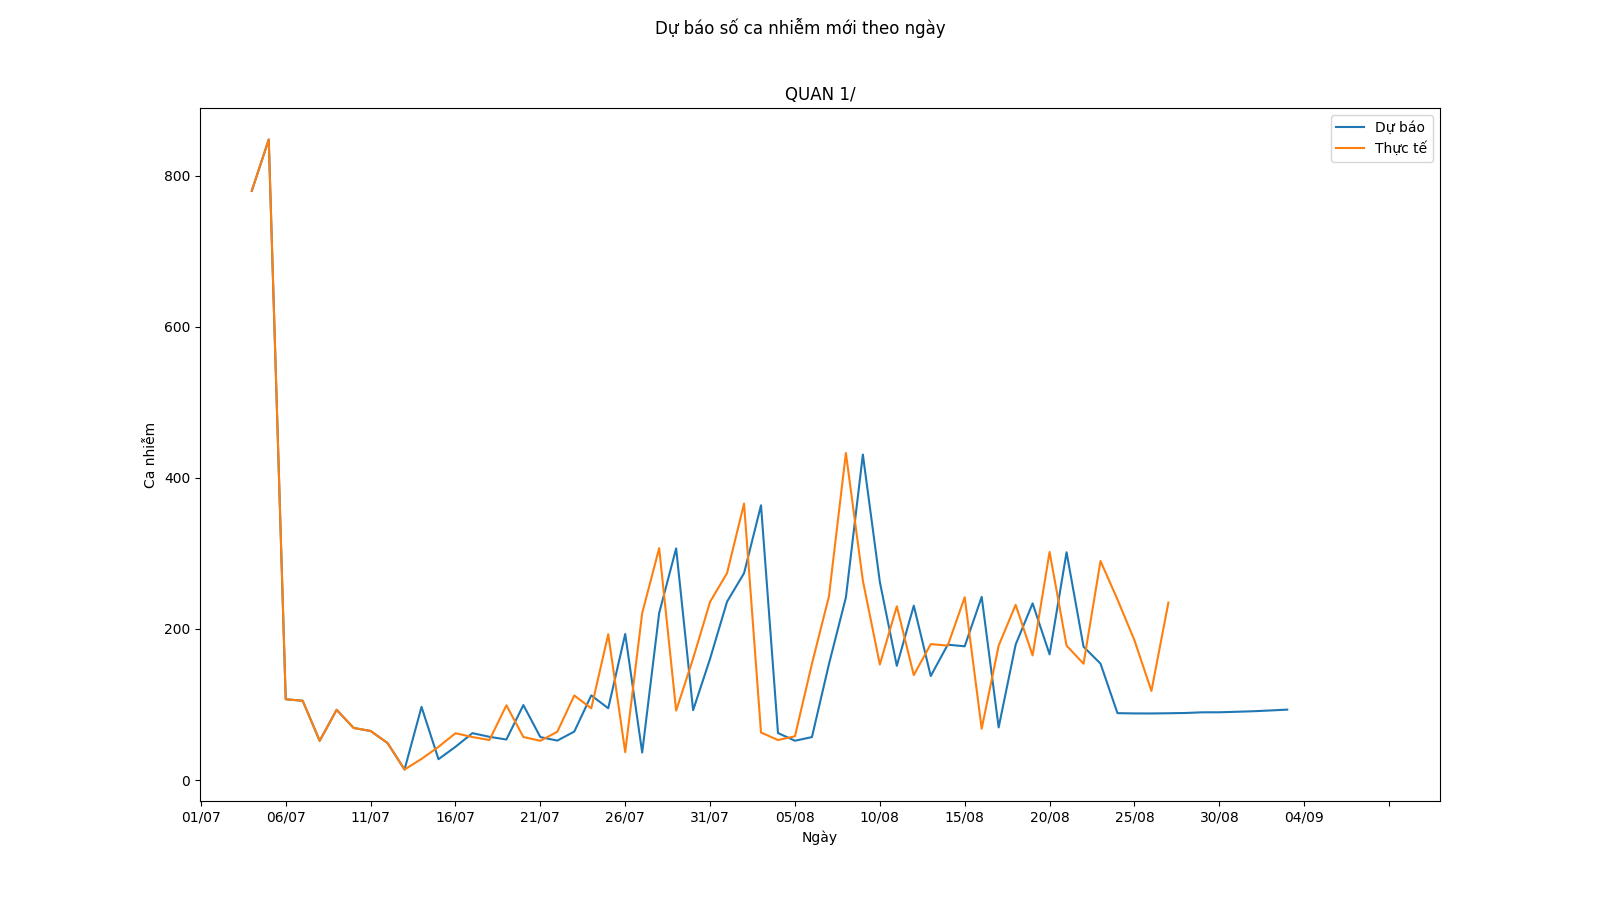 Dự báo số ca nhiễm mới theo ngày
QUAN 1/
Dự báo
Thực tế
800
600
400
200
0
Ca nhiễm
01/07 06/07 11/07 16/07 21/07 26/07 31/07 05/08 10/08 15/08 20/08 25/08 30/08 04/09
Ngày